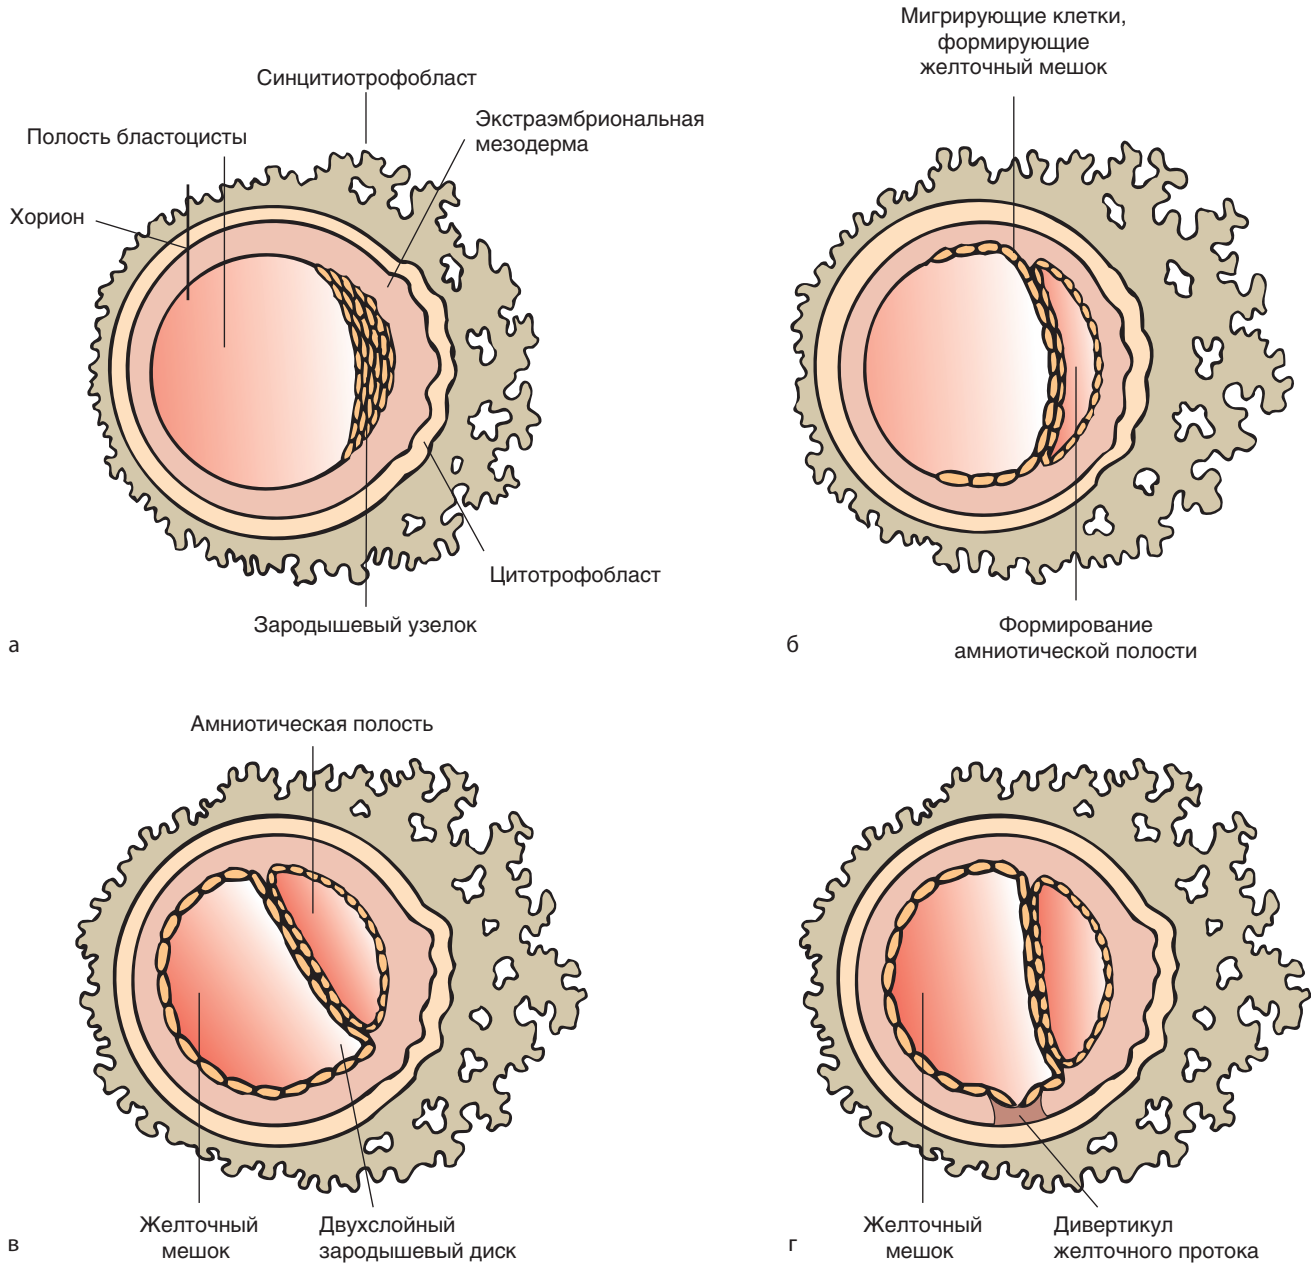 Синцитиотрофобласт
Экстраэмбриональная
мезодерма
Полость бластоцисты
Хорион
Цитотрофобласт
Зародышевый узелок
а
Мигрирующие клетки,
формирующие
желточный мешок
Формирование
амниотической полости
б
Амниотическая полость
Желточный
мешок
Двухслойный
зародышевый диск
в
Желточный
мешок
Дивертикул
желточного протока
г